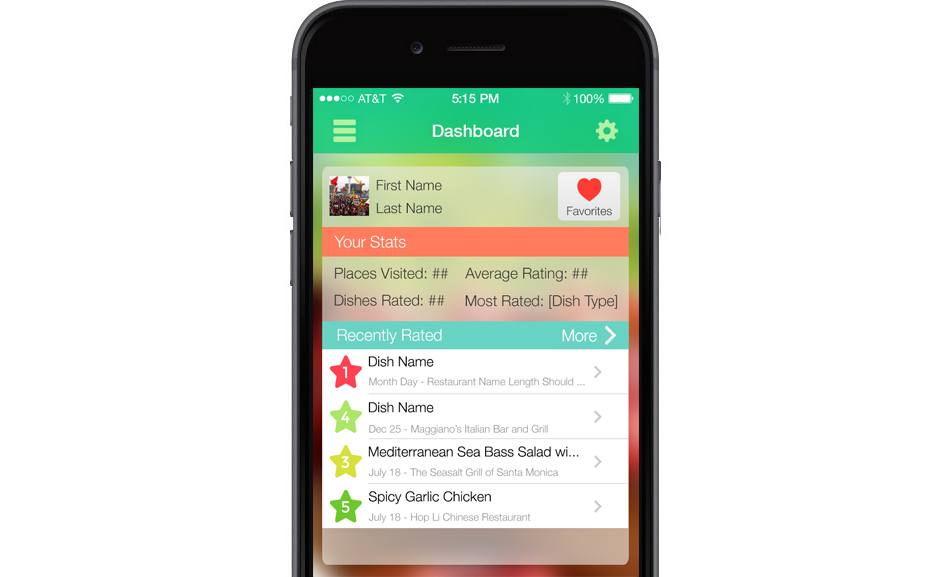 AT&T 5:15 PM 100%
Dashboard
First Name
Last Name
Favorites
Your Stats
Places Visited: ## Average Rating: ##
Dishes Rated: ## Most Rated: [Dish Type]
Recently Rated More
1 Dish Name
Month Day - Restaurant Name Length Should ...
4 Dish Name
Dec 25 - Maggiano's Italian Bar and Grill
3 Mediterranean Sea Bass Salad wi...
July 18 - The Seasalt Grill of Santa Monica
5 Spicy Garlic Chicken
July 18 - Hop Li Chinese Restaurant